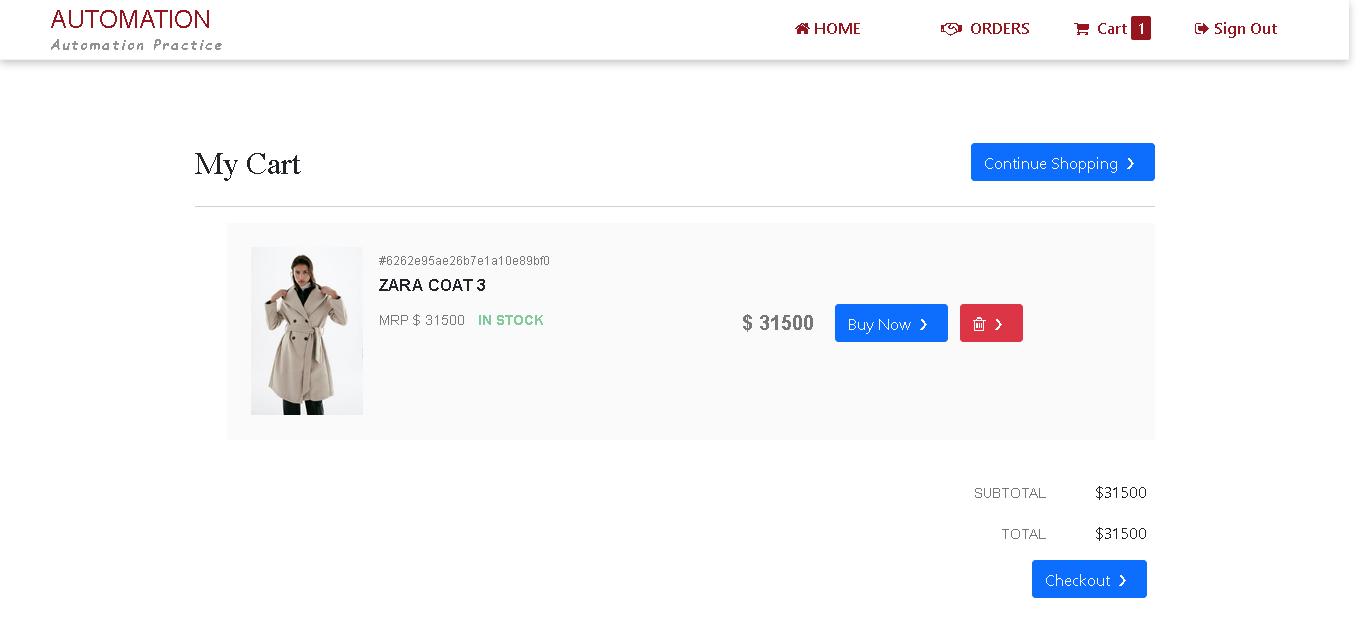 AUTOMATION
Automation Practice
HOME
ORDERS
Cart 1
Sign Out
My Cart
Continue Shopping
#6262e95ae26b7e1a10e89bf0
ZARA COAT 3
MRP $ 31500 IN STOCK
$ 31500
Buy Now
SUBTOTAL $31500
TOTAL $31500
Checkout